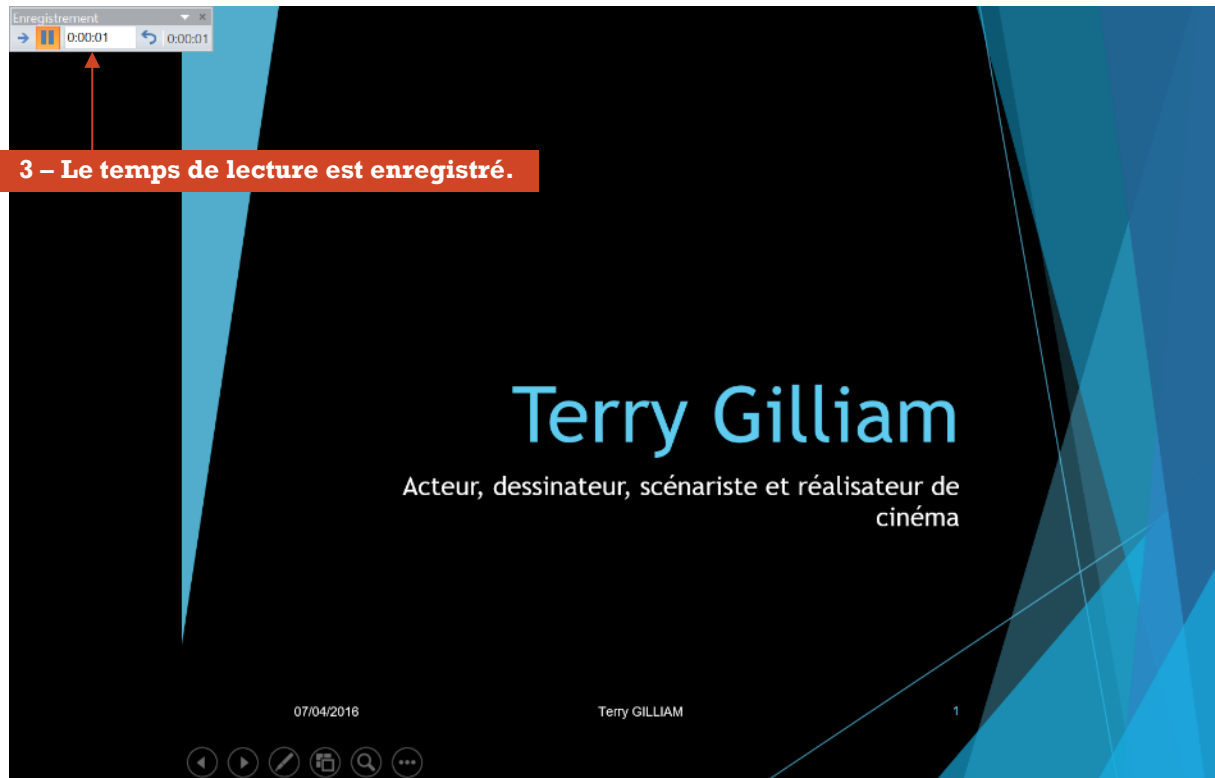 Enregistrement
0:00:01 0:00:01
3 – Le temps de lecture est enregistré.
Terry Gilliam
Acteur, dessinateur, scénariste et réalisateur de
cinéma
07/04/2016 Terry GILLIAM 1